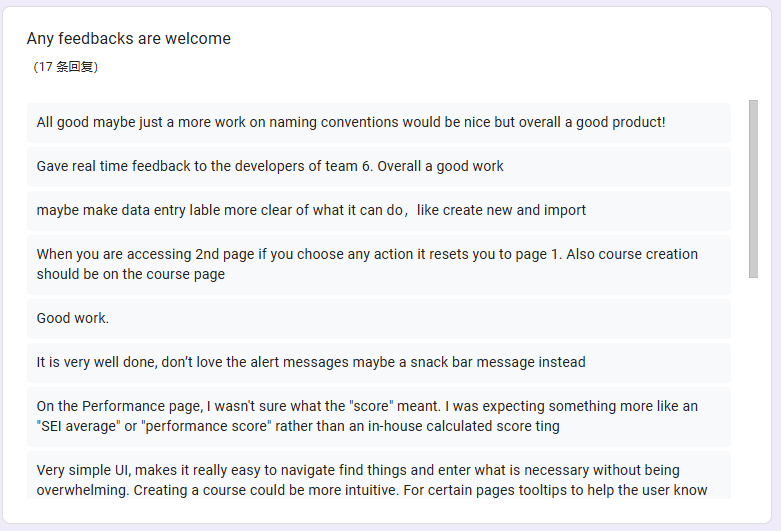 Any feedbacks are welcome
（17 条回复）
All good maybe just a more work on naming conventions would be nice but overall a good product!
Gave real time feedback to the developers of team 6. Overall a good work
maybe make data entry lable more clear of what it can do，like create new and import
When you are accessing 2nd page if you choose any action it resets you to page 1. Also course creation
should be on the course page
Good work.
It is very well done, don’t love the alert messages maybe a snack bar message instead
On the Performance page, I wasn't sure what the "score" meant. I was expecting something more like an
"SEI average" or "performance score" rather than an in-house calculated score ting
Very simple UI, makes it really easy to navigate find things and enter what is necessary without being
overwhelming. Creating a course could be more intuitive. For certain pages tooltips to help the user know